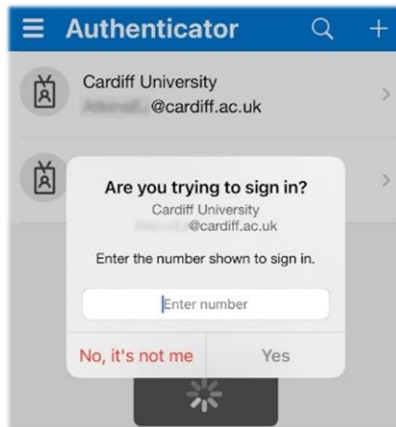 Authenticator
Cardiff University
@cardiff.ac.uk
Are you trying to sign in?
Cardiff University
@cardiff.ac.uk
Enter the number shown to sign in.
Enter number
No, it's not me
Yes